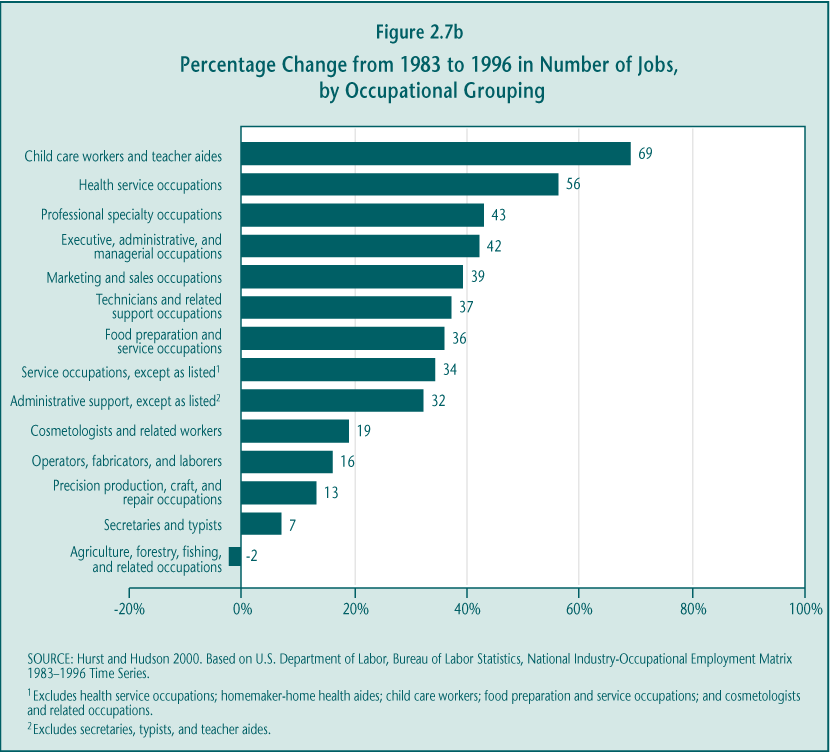 Figure 2.7b
Percentage Change from 1983 to 1996 in Number of Jobs,
by Occupational Grouping
Child care workers and teacher aides 69
Health service occupations 56
Professional specialty occupations 43
Executive, administrative, and
managerial occupations 42
Marketing and sales occupations 39
Technicians and related
support occupations 37
Food preparation and
service occupations 36
Service occupations, except as listed¹ 34
Administrative support, except as listed² 32
Cosmetologists and related workers 19
Operators, fabricators, and laborers 16
Precision production, craft, and
repair occupations 13
Secretaries and typists 7
Agriculture, forestry, fishing,
and related occupations -2
-20% 0% 20% 40% 60% 80% 100%
SOURCE: Hurst and Hudson 2000. Based on U.S. Department of Labor, Bureau of Labor Statistics, National Industry-Occupational Employment Matrix
1983–1996 Time Series.
¹Excludes health service occupations; homemaker-home health aides; child care workers; food preparation and service occupations; and cosmetologists
and related occupations.
²Excludes secretaries, typists, and teacher aides.